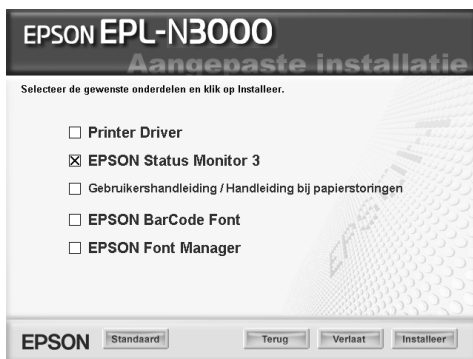 EPSON EPL-N3000
Aangepaste installatie
Selecteer de gewenste onderdelen en klik op Installeer.
Printer Driver
EPSON Status Monitor 3
Gebruikershandleiding / Handleiding bij papierstoringen
EPSON BarCode Font
EPSON Font Manager
EPSON
EPSON Standaard Terug Verlaat Installeer